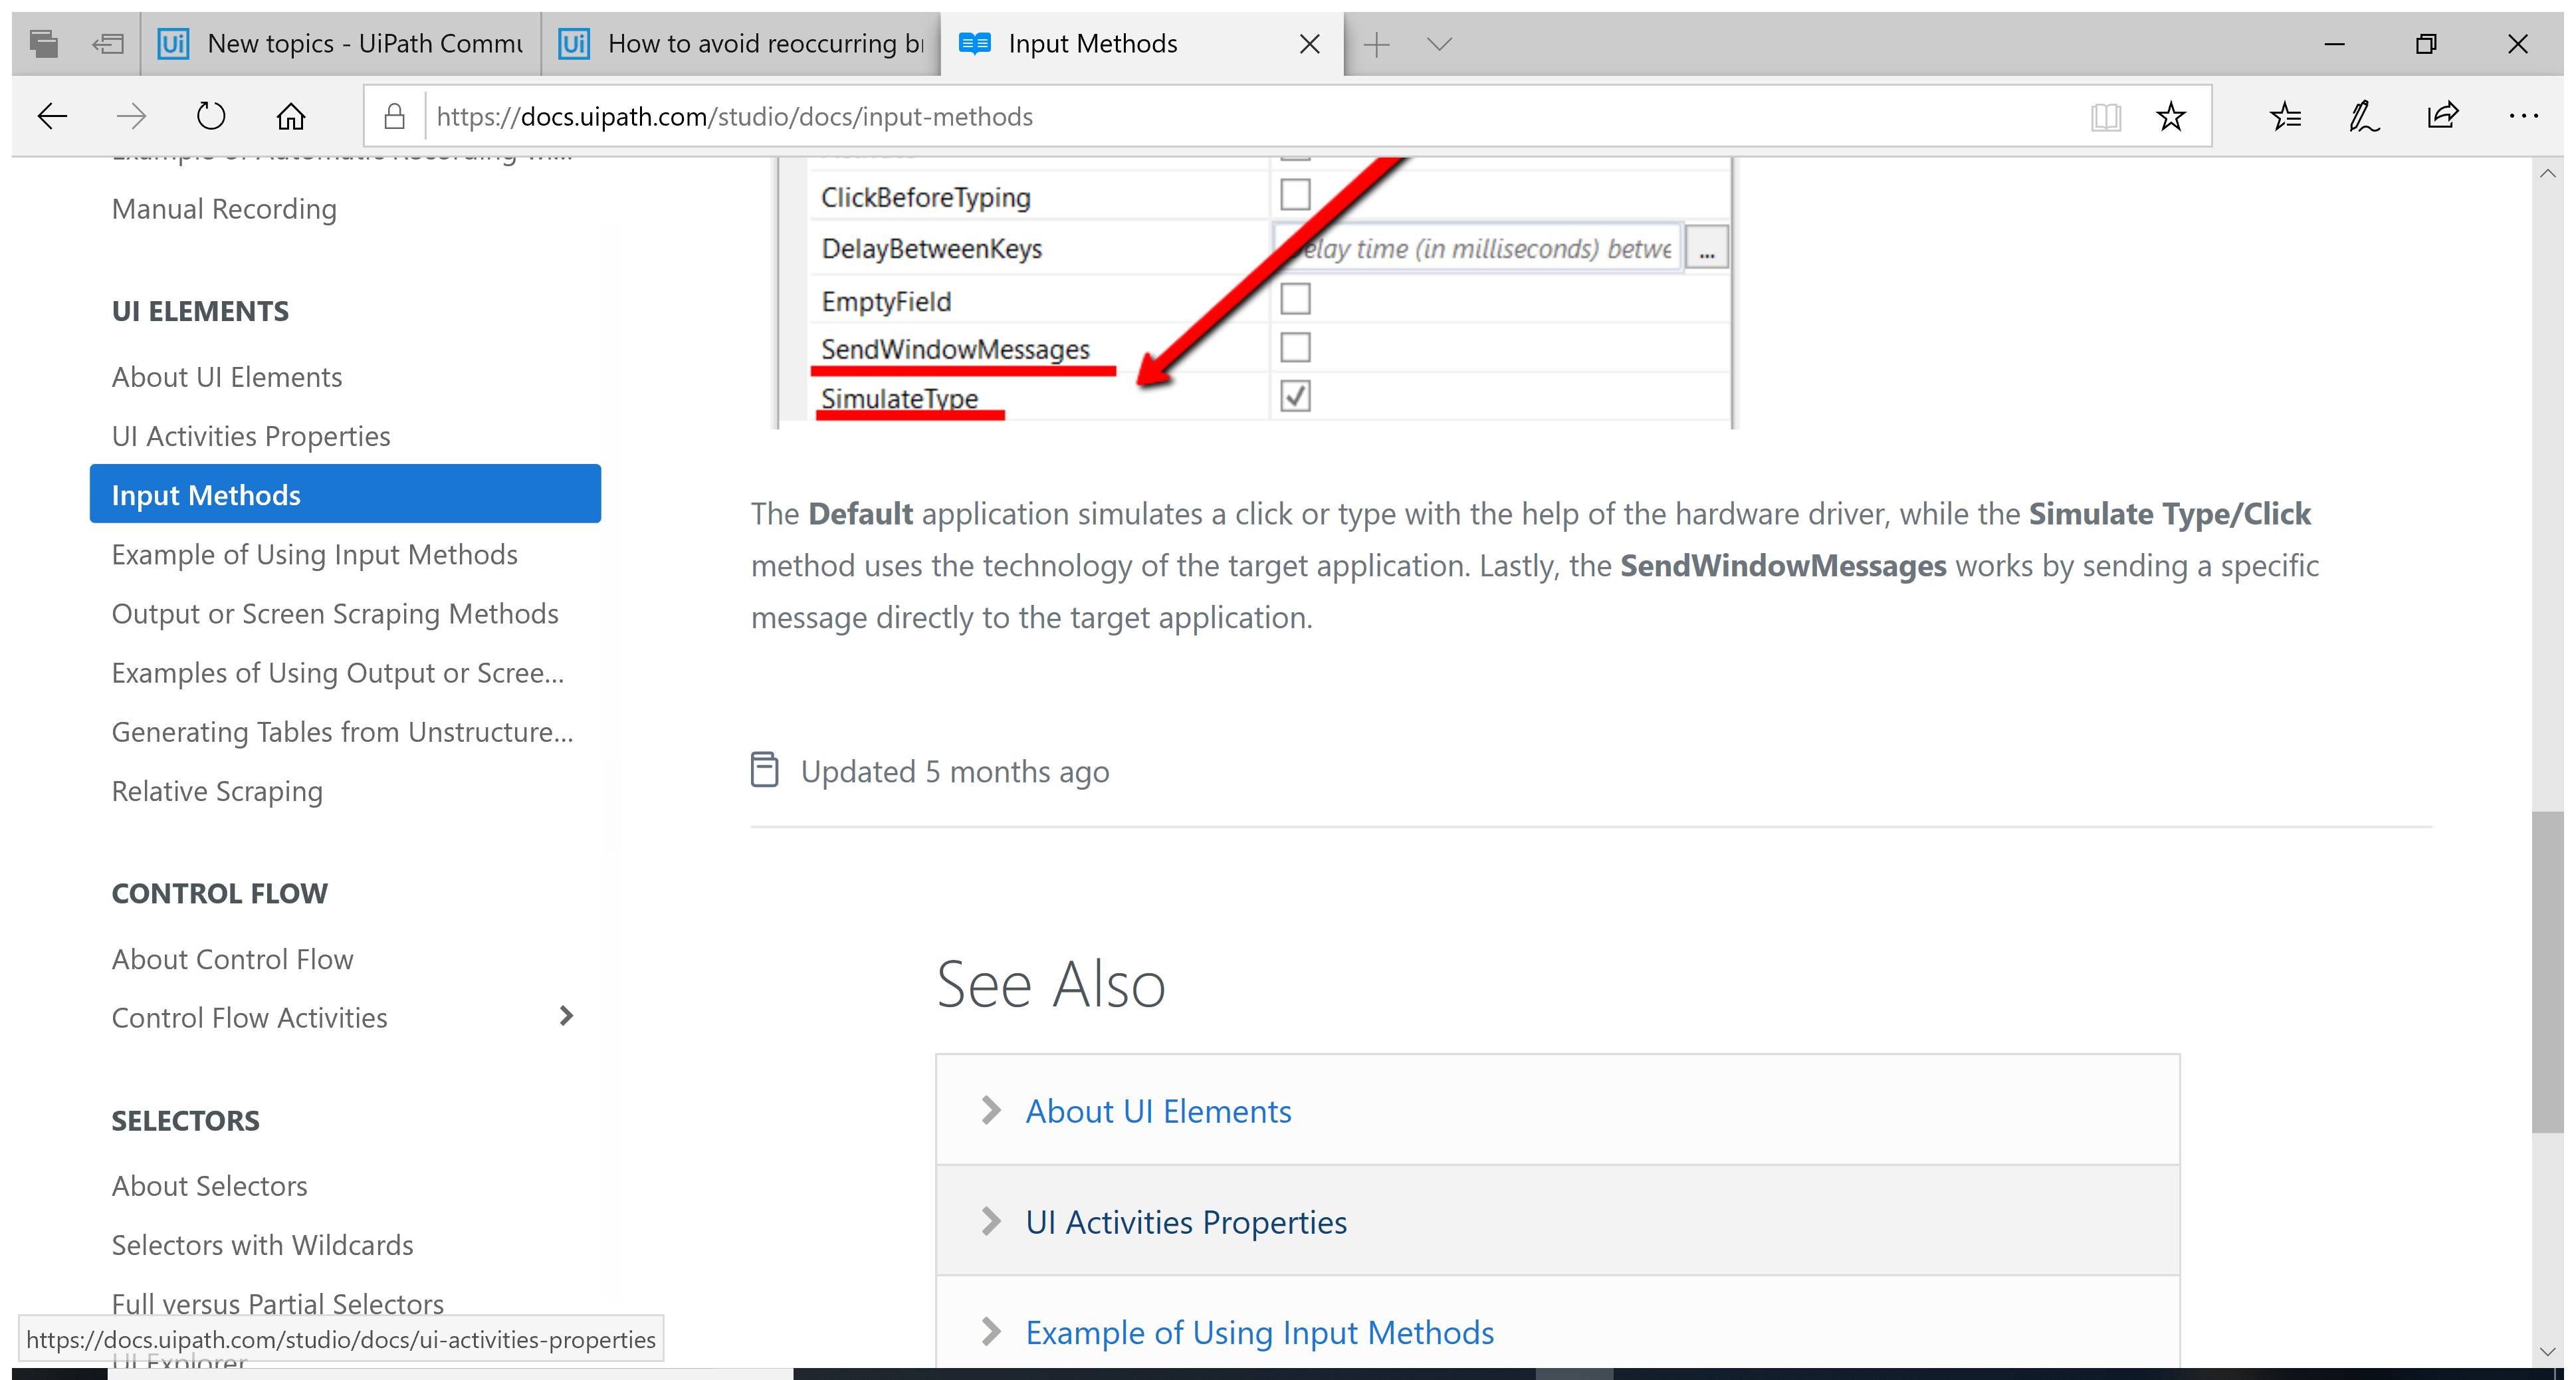 New topics - UiPath Commu
How to avoid reoccurring br
Input Methods
https://docs.uipath.com/studio/docs/input-methods
Manual Recording
UI ELEMENTS
About UI Elements
UI Activities Properties
Input Methods
Example of Using Input Methods
Output or Screen Scraping Methods
Examples of Using Output or Scree...
Generating Tables from Unstructure...
Relative Scraping
CONTROL FLOW
About Control Flow
Control Flow Activities
SELECTORS
About Selectors
Selectors with Wildcards
Full versus Partial Selectors
UI Explorer
https://docs.uipath.com/studio/docs/ui-activities-properties
ClickBeforeTyping
DelayBetweenKeys
elay time (in milliseconds) betwe
...
EmptyField
SendWindowMessages
SimulateType
The Default application simulates a click or type with the help of the hardware driver, while the Simulate Type/Click
method uses the technology of the target application. Lastly, the SendWindowMessages works by sending a specific
message directly to the target application.
Updated 5 months ago
See Also
About UI Elements
UI Activities Properties
Example of Using Input Methods